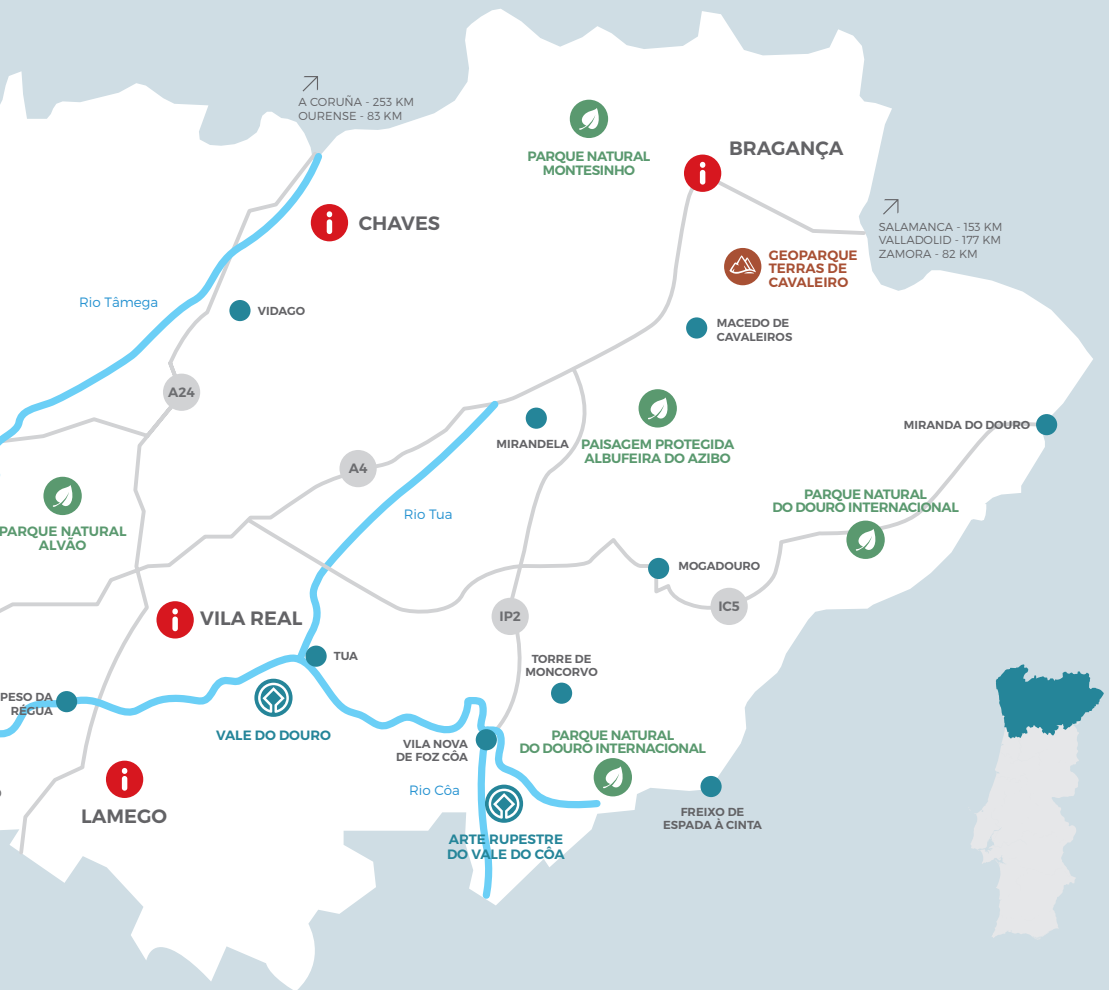 A CORUÑA - 253 KM
OURENSE - 83 KM
BRAGANÇA
PARQUE NATURAL
MONTESINHO
CHAVES
SALAMANCA - 153 KM
VALLADOLID - 177 KM
ZAMORA - 82 KM
GEOPARQUE
TERRAS DE
CAVALEIRO
Rio Tâmega
VIDAGO
MACEDO DE
CAVALEIROS
A24
MIRANDELA
PAISAGEM PROTEGIDA
ALBUFEIRA DO AZIBO
MIRANDA DO DOURO
A4
PARQUE NATURAL
DO DOURO INTERNACIONAL
Rio Tua
PARQUE NATURAL
ALVÃO
MOGADOURO
IC5
IP2
VILA REAL
TUA
TORRE DE
MONCORVO
PESO DA
RÉGUA
VALE DO DOURO
VILA NOVA
DE FOZ CÔA
PARQUE NATURAL
DO DOURO INTERNACIONAL
Rio Côa
LAMEGO
FREIXO DE
ESPADA À CINTA
ARTE RUPESTRE
DO VALE DO CÔA